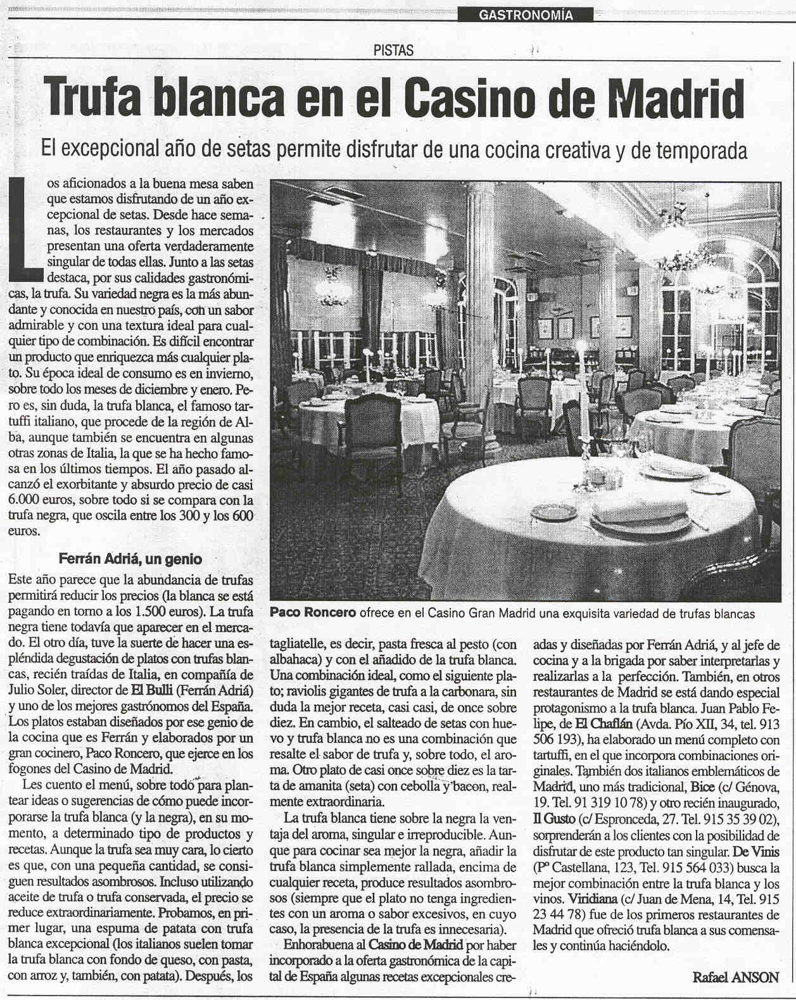 GASTRONOMÍA
PISTAS
Trufa blanca en el Casino de Madrid
El excepcional año de setas permite disfrutar de una cocina creativa y de temporada
Los aficionados a la buena mesa saben
que estamos disfrutando de un año ex-
cepcional de setas. Desde hace sema-
nas, los restaurantes y los mercados
presentan una oferta verdaderamente
singular de todas ellas. Junto a las setas
destaca, por sus calidades gastronómi-
cas, la trufa. Su variedad negra es la más abun-
dante y conocida en nuestro país, con un sabor
admirable y con una textura ideal para cual-
quier tipo de combinación. Es difícil encontrar
un producto que enriquezca más cualquier pla-
to. Su época ideal de consumo es en invierno,
sobre todo los meses de diciembre y enero. Pe-
ro es, sin duda, la trufa blanca, el famoso tar-
tuffi italiano, que procede de la región de Al-
ba, aunque también se encuentra en algunas
otras zonas de Italia, la que se ha hecho famo-
sa en los últimos tiempos. El año pasado al-
canzó el exorbitante y absurdo precio de casi
6.000 euros, sobre todo si se compara con la
trufa negra, que oscila entre los 300 y los 600
euros.
Ferrán Adriá, un genio
Este año parece que la abundancia de trufas
permitirá reducir los precios (la blanca se está
pagando en torno a los 1.500 euros). La trufa
negra tiene todavía que aparecer en el merca-
do. El otro día, tuve la suerte de hacer una es-
pléndida degustación de platos con trufas blan-
cas, recién traídas de Italia, en compañía de
Julio Soler, director de El Bulli (Ferrán Adriá)
y uno de los mejores gastrónomos del España.
Los platos estaban diseñados por ese genio de
la cocina que es Ferrán y elaborados por un
gran cocinero, Paco Roncero, que ejerce en los
fogones del Casino de Madrid.
Les cuento el menú, sobre todo para plan-
tear ideas o sugerencias de cómo puede incor-
porarse la trufa blanca (y la negra), en su mo-
mento, a determinado tipo de productos y
recetas. Aunque la trufa sea muy cara, lo cierto
es que, con una pequeña cantidad, se consi-
guen resultados asombrosos. Incluso utilizando
aceite de trufa o trufa conservada, el precio se
reduce extraordinariamente. Probamos, en pri-
mer lugar, una espuma de patata con trufa
blanca excepcional (los italianos suelen tomar
la trufa blanca con fondo de queso, con pasta,
con arroz y, también, con patata). Después, los
Paco Roncero ofrece en el Casino Gran Madrid una exquisita variedad de trufas blancas
tagliatelle, es decir, pasta fresca al pesto (con
albahaca) y con el añadido de la trufa blanca.
Una combinación ideal, como el siguiente pla-
to; raviolis gigantes de trufa a la carbonara, sin
duda la mejor receta, casi casi, de once sobre
diez. En cambio, el salteado de setas con hue-
vo y trufa blanca no es una combinación que
resalte el sabor de trufa y, sobre todo, el aro-
ma. Otro plato de casi once sobre diez es la tar-
ta de amanita (seta) con cebolla y bacon, real-
mente extraordinaria.
La trufa blanca tiene sobre la negra la ven-
taja del aroma, singular e irreproducible. Aun-
que para cocinar sea mejor la negra, añadir la
trufa blanca simplemente rallada, encima de
cualquier receta, produce resultados asombro-
sos (siempre que el plato no tenga ingredien-
tes con un aroma o sabor excesivos, en cuyo
caso, la presencia de la trufa es innecesaria).
Enhorabuena al Casino de Madrid por haber
incorporado a la oferta gastronómica de la capi-
tal de España algunas recetas excepcionales cre-
adas y diseñadas por Ferrán Adriá, y al jefe de
cocina y a la brigada por saber interpretarlas y
realizarlas a la perfección. También, en otros
restaurantes de Madrid se está dando especial
protagonismo a la trufa blanca. Juan Pablo Fe-
lipe, de El Chaflán (Avda. Pío XII, 34, tel. 913
506 193), ha elaborado un menú completo con
tartuffi, en el que incorpora combinaciones ori-
ginales. También dos italianos emblemáticos de
Madrid, uno más tradicional, Bice (c/ Génova,
19. Tel. 91 319 10 78) y otro recién inaugurado,
Il Gusto (c/ Espronceda, 27. Tel. 915 35 39 02),
sorprenderán a los clientes con la posibilidad de
disfrutar de este producto tan singular. De Vinis
(Pº Castellana, 123, Tel. 915 564 033) busca la
mejor combinación entre la trufa blanca y los
vinos. Viridiana (c/ Juan de Mena, 14, Tel. 915
23 44 78) fue de los primeros restaurantes de
Madrid que ofreció trufa blanca a sus comensa-
les y continúa haciéndolo.
Rafael ANSON